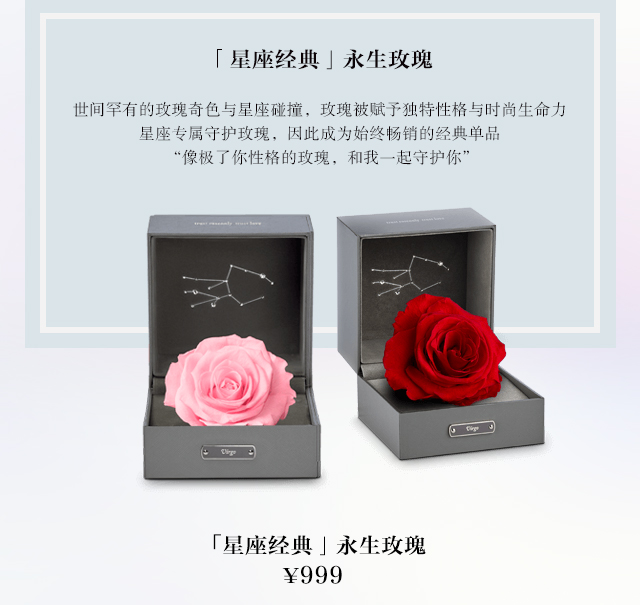 「星座经典」永生玫瑰
世间罕有的玫瑰奇色与星座碰撞，玫瑰被赋予独特性格与时尚生命力
星座专属守护玫瑰，因此成为始终畅销的经典单品
“像极了你性格的玫瑰，和我一起守护你”
Virgo
Virgo
「星座经典」永生玫瑰
¥999